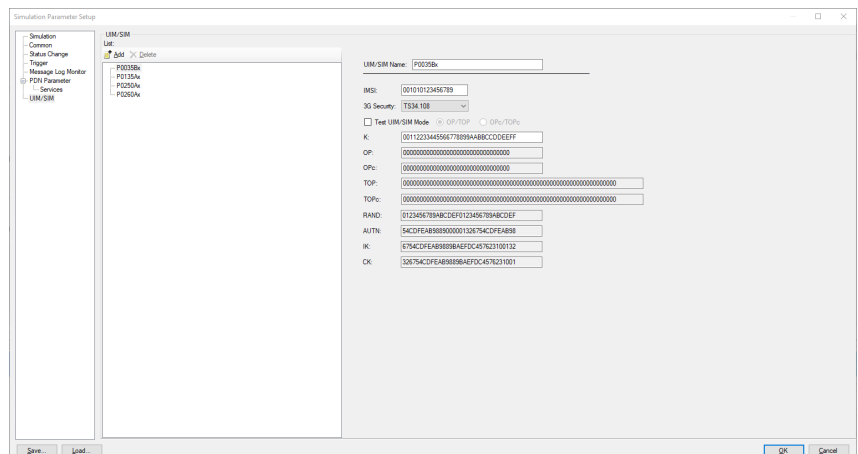 Simulation Parameter Setup
Simulation
Common
Status Change
Trigger
Message Log Monitor
PDN Parameter
Services
UIM/SIM
UIM/SIM
List:
Add Delete
P0035Bx
P0135Ax
P0250Ax
P0260Ax
UIM/SIM Name: P0035Bx
IMSI: 001010123456789
3G Security: TS34.108
Test UIM/SIM Mode OP/TOP OPc/TOPc
K: 00112233445566778899AABBCCDDEEFF
OP: 00000000000000000000000000000000
OPc: 00000000000000000000000000000000
TOP: 0000000000000000000000000000000000000000000000000000000000000000
TOPc: 0000000000000000000000000000000000000000000000000000000000000000
RAND: 0123456789ABCDEF0123456789ABCDEF
AUTN: 54CDFEAB9889000001326754CDFEAB98
IK: 6754CDFEAB9889BAEFDC457623100132
CK: 326754CDFEAB9889BAEFDC4576231001
Save... Load... OK Cancel